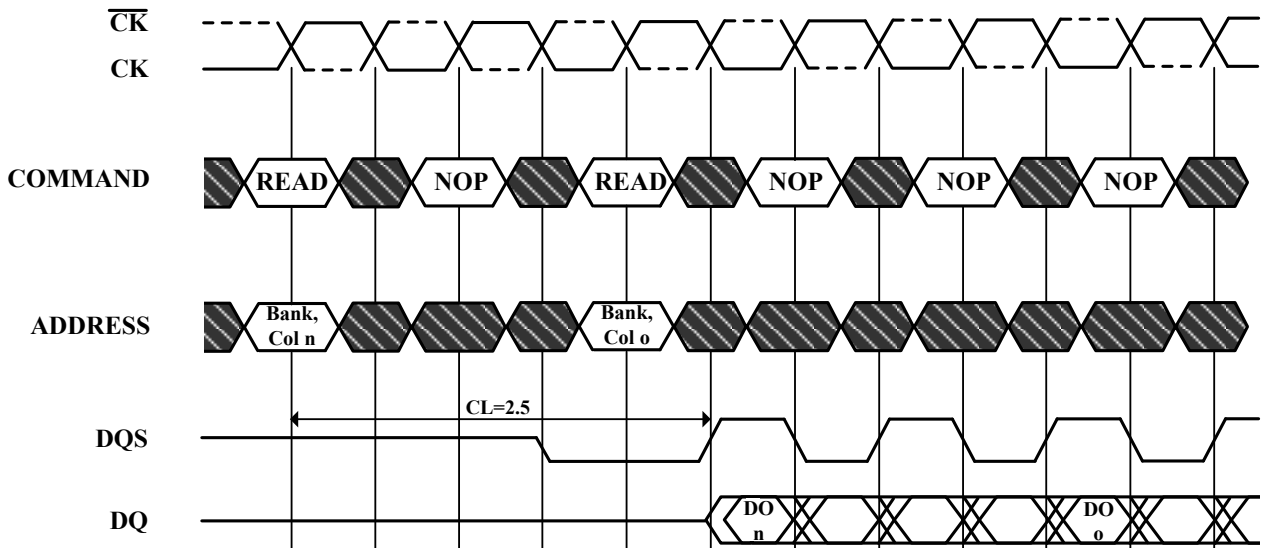 CK
CK
COMMAND
READ
NOP
READ
NOP
NOP
NOP
ADDRESS
Bank,
Col n
Bank,
Col o
CL=2.5
DQS
DQ
DO
n
DO
o